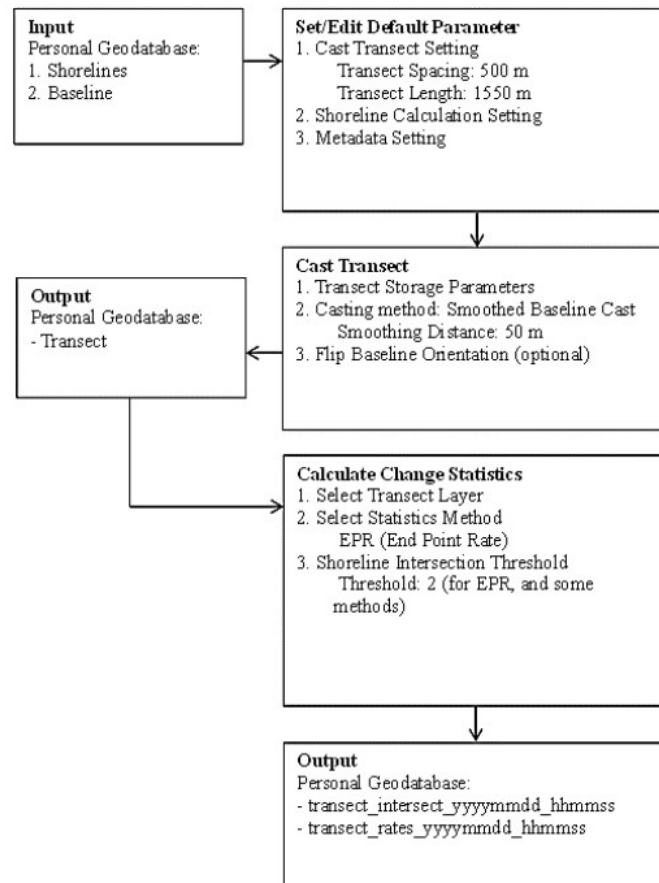 Input
Personal Geodatabase:
1. Shorelines
2. Baseline
Set/Edit Default Parameter
1. Cast Transect Setting
Transect Spacing: 500 m
Transect Length: 1550 m
2. Shoreline Calculation Setting
3. Metadata Setting
Cast Transect
1. Transect Storage Parameters
2. Casting method: Smoothed Baseline Cast
Smoothing Distance: 50 m
3. Flip Baseline Orientation (optional)
Output
Personal Geodatabase:
- Transect
Calculate Change Statistics
1. Select Transect Layer
2. Select Statistics Method
EPR (End Point Rate)
3. Shoreline Intersection Threshold
Threshold: 2 (for EPR, and some
methods)
Output
Personal Geodatabase:
- transect_intersect_yyyymmdd_hhmmss
- transect_rates_yyyymmdd_hhmmss